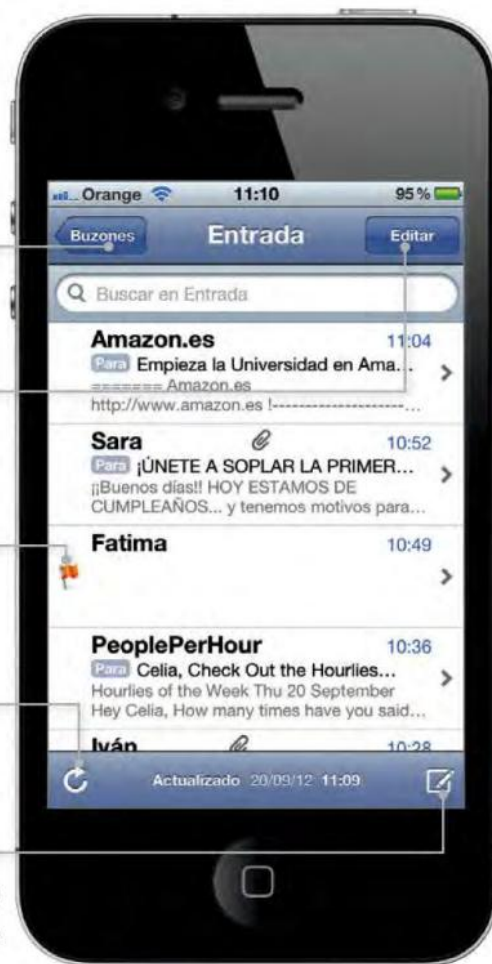 Orange 11:10 95 %
Buzones Entrada Editar
Buscar en Entrada
Amazon.es 11:04
Para Empieza la Universidad en Ama...
======= Amazon.es
http://www.amazon.es !--------------------...
Sara 10:52
Para ¡ÚNETE A SOPLAR LA PRIMER...
¡¡Buenos días!! HOY ESTAMOS DE
CUMPLEAÑOS... y tenemos motivos para...
Fatima 10:49
PeoplePerHour 10:36
Para Celia, Check Out the Hourlies...
Hourlies of the Week Thu 20 September
Hey Celia, How many times have you said...
Iván 10:28
Actualizado 20/09/12 11:09